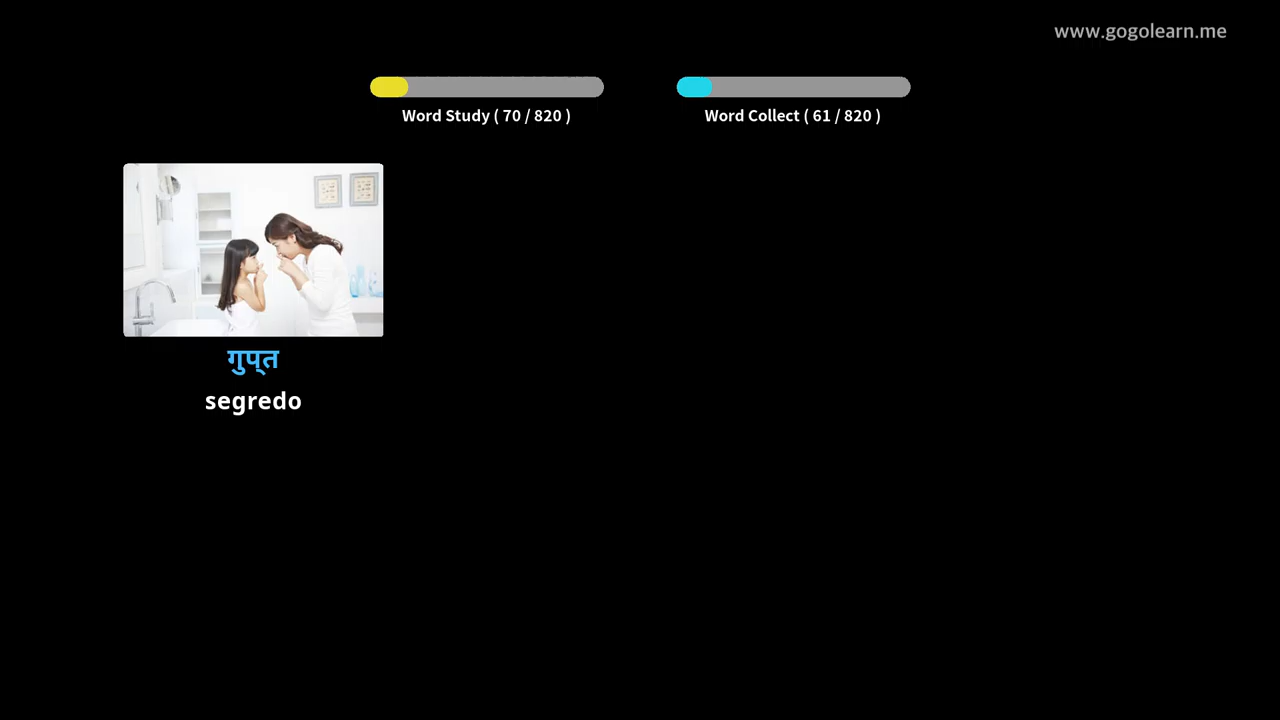 www.gogolearn.me
Word Study ( 70 / 820 )
Word Collect ( 61 / 820 )
गुप्त
segredo